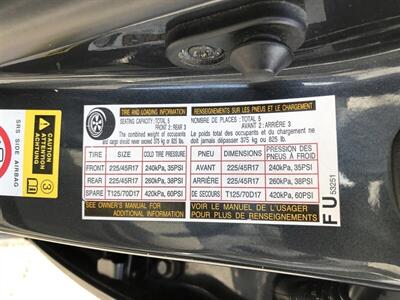 TIRE AND LOADING INFORMATION
SEATING CAPACITY: TOTAL 5
FRONT 2: REAR 3
The combined weight of occupants
and cargo should never exceed 375 kg or 825 lb.
TIRE SIZE COLD TIRE PRESSURE
FRONT 225/45R17 240kPa, 35PSI
REAR 225/45R17 260kPa, 38PSI
SPARE T125/70D17 420kPa, 60PSI
SEE OWNER'S MANUAL FOR
ADDITIONAL INFORMATION
RENSEIGNEMENTS SUR LES PNEUS ET LE CHARGEMENT
NOMBRE DE PLACES :TOTAL 5
AVANT 2: ARRIÈRE 3
Le poids total des occupants et du chargement ne
doit jamais dépasser 375 kg ou 825 lb.
PNEU DIMENSIONS PRESSION DES PNEUS À FROID
AVANT 225/45R17 240kPa, 35PSI
ARRIÈRE 225/45R17 260kPa, 38PSI
DE SECOURS T125/70D17 420kPa, 60PSI
VOIR LE MANUEL DE L'USAGER
POUR PLUS DE RENSEIGNEMENTS
FU 53251
CAUTION
ATTENTION
ACHTUNG
3
SRS SIDE AIRBAG